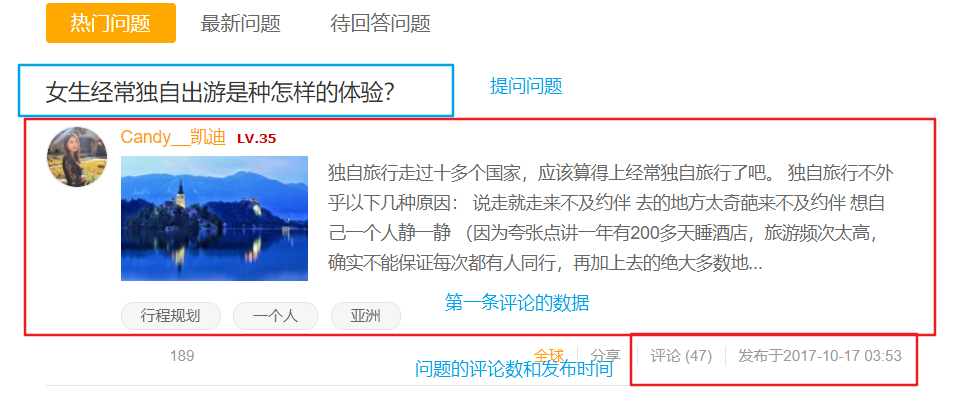 热门问题 最新问题 待回答问题
女生经常独自出游是种怎样的体验？ 提问问题
Candy__凯迪 LV.35
独自旅行走过十多个国家，应该算得上经常独自旅行了吧。 独自旅行不外
乎以下几种原因： 说走就走来不及约伴 去的地方太奇葩来不及约伴 想自
己一个人静一静 （因为夸张点讲一年有200多天睡酒店，旅游频次太高，
确实不能保证每次都有人同行，再加上去的绝大多数地...
第一条评论的数据
行程规划 一个人 亚洲
189 全球 分享 评论 (47) 发布于2017-10-17 03:53
问题的评论数和发布时间